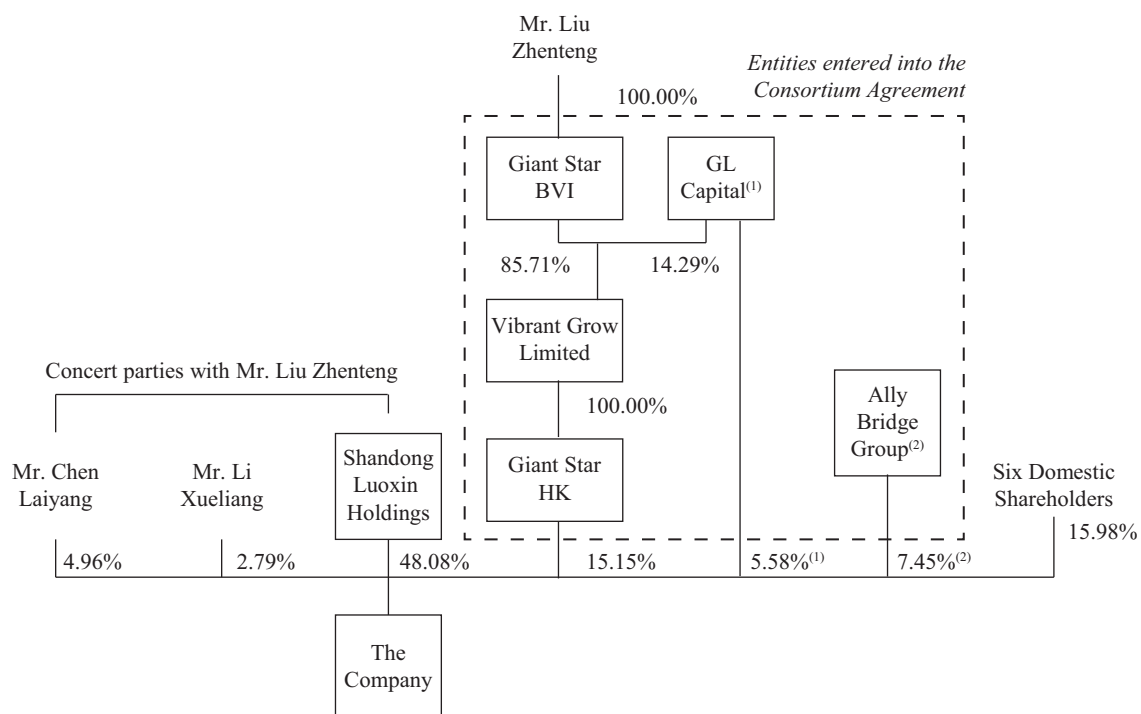 Mr. Liu
Zhenteng
Entities entered into the
Consortium Agreement
100.00%
Giant Star
BVI
GL
Capital(1)
85.71%
14.29%
Vibrant Grow
Limited
Concert parties with Mr. Liu Zhenteng
100.00%
Ally
Bridge
Group(2)
Mr. Chen
Laiyang
Mr. Li
Xueliang
Shandong
Luoxin
Holdings
Giant Star
HK
Six Domestic
Shareholders
15.98%
4.96%
2.79%
48.08%
15.15%
5.58%(1)
7.45%(2)
The
Company